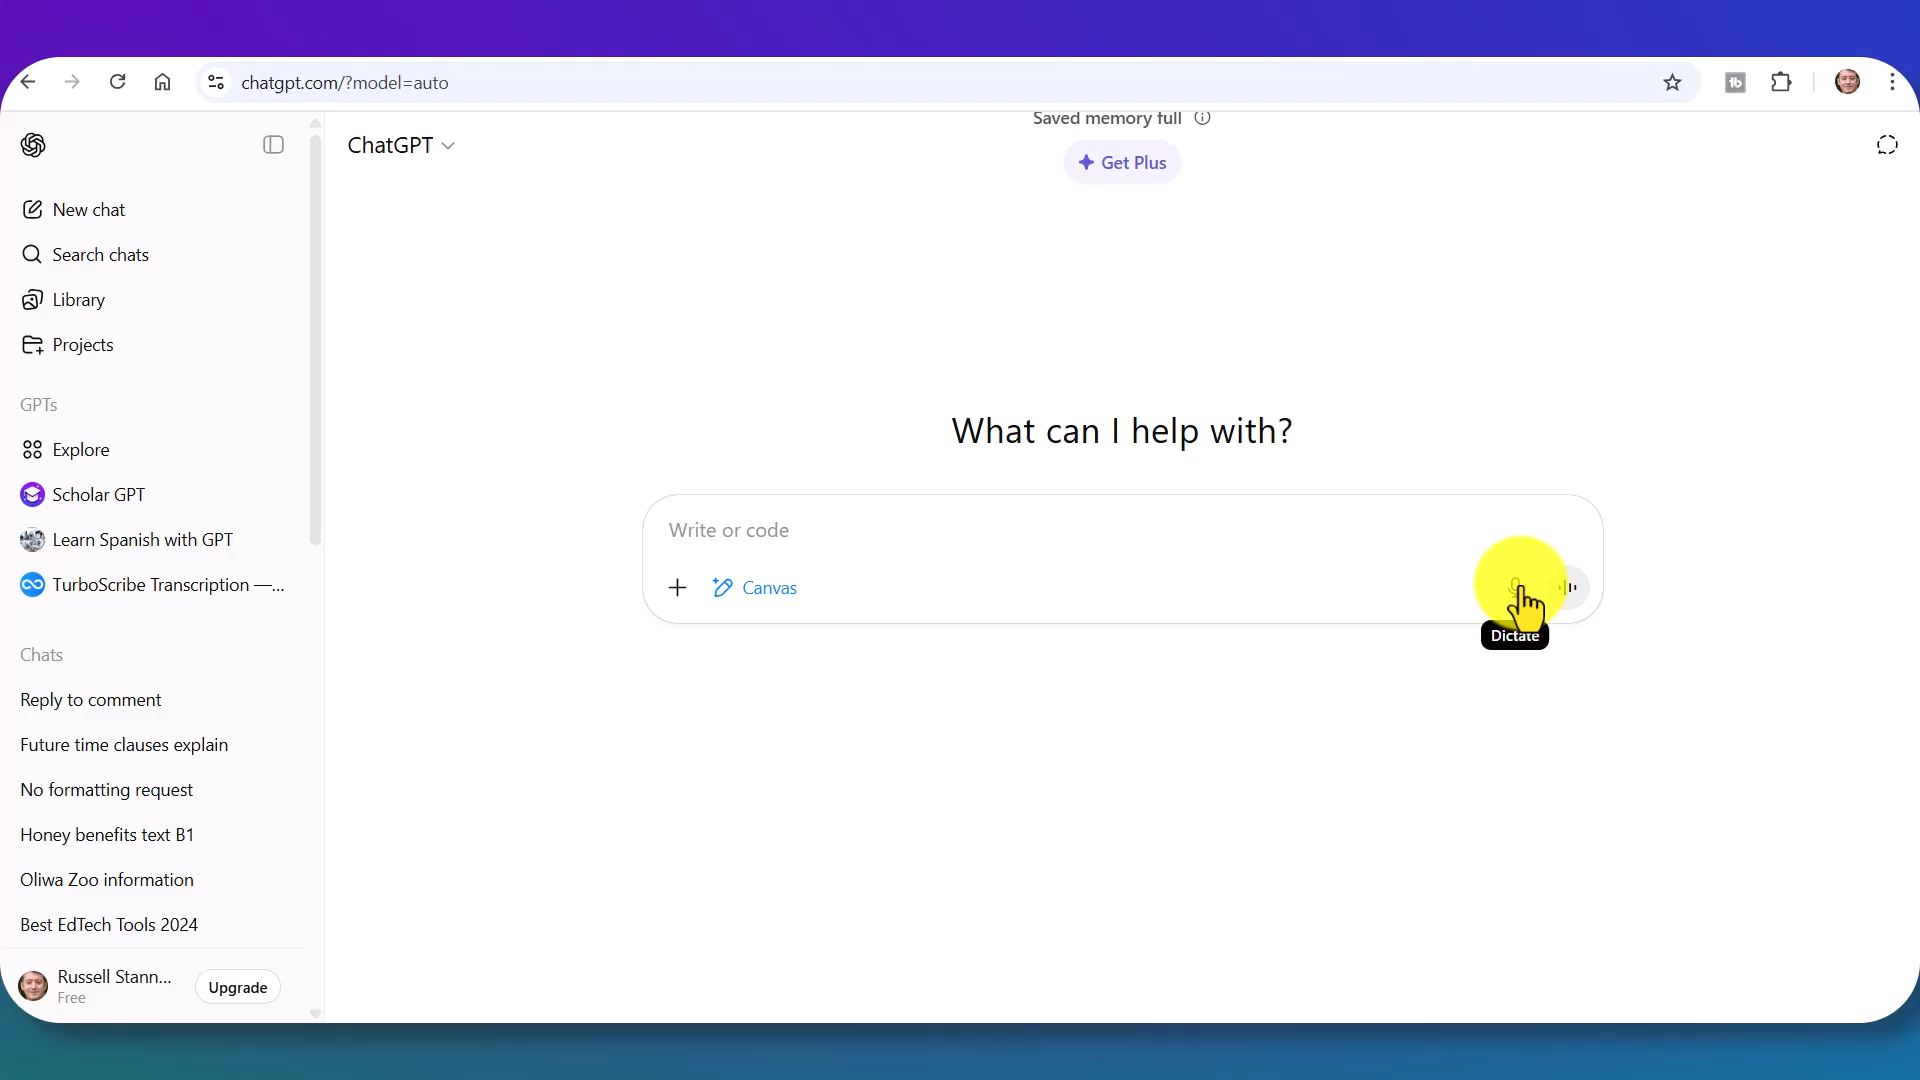 chatgpt.com/?model=auto
ChatGPT
Saved memory full
Get Plus
New chat
Search chats
Library
Projects
GPTs
Explore
Scholar GPT
Learn Spanish with GPT
TurboScribe Transcription —...
Chats
Reply to comment
Future time clauses explain
No formatting request
Honey benefits text B1
Oliwa Zoo information
Best EdTech Tools 2024
Russell Stann...
Free
Upgrade
What can I help with?
Write or code
Canvas
Dictate